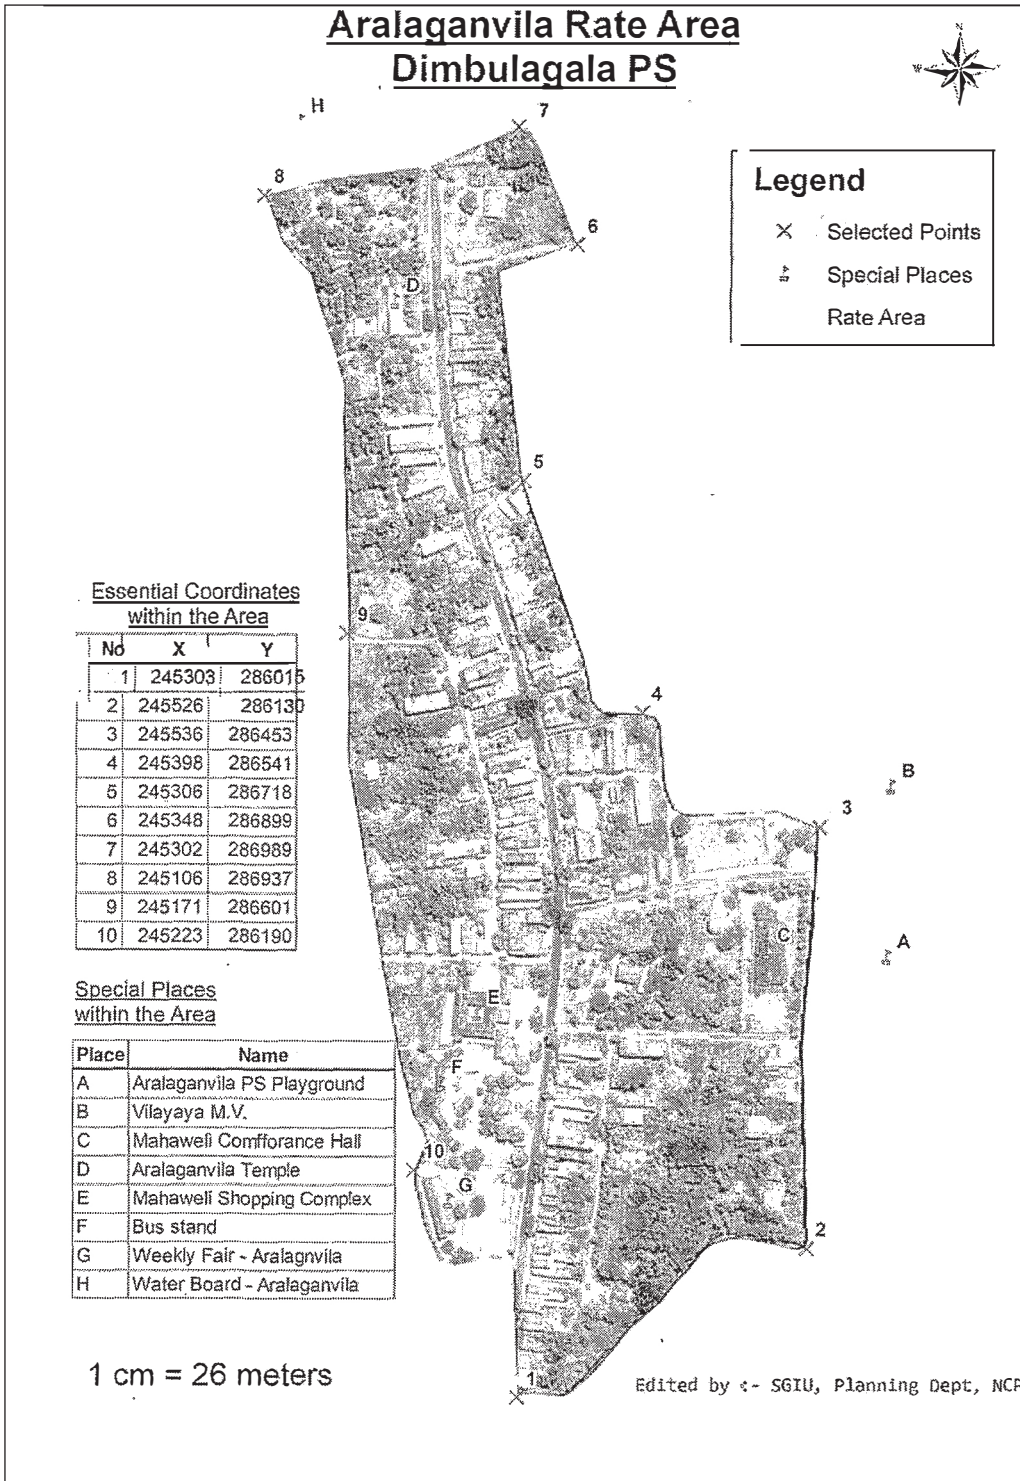 Aralaganvila Rate Area
Dimbulagala PS
N
W
E
S
H
7
8
6
Legend
Selected Points
Special Places
Rate Area
D
5
Essential Coordinates
within the Area
9
No X Y
1 245303 286015
2 245526 286130
3 245536 286453
4 245398 286541
5 245306 286718
6 245348 286899
7 245302 286989
8 245106 286937
9 245171 286601
10 245223 286190
4
B
3
C
A
Special Places
within the Area
E
Place Name
A Aralaganvila PS Playground
B Vilayaya M.V.
C Mahaweli Comfforance Hall
D Aralaganvila Temple
E Mahaweli Shopping Complex
F Bus stand
G Weekly Fair - Aralagnvila
H Water Board - Aralaganvila
F
10
G
2
1 cm = 26 meters
1
Edited by :- SGIU, Planning Dept, NCP